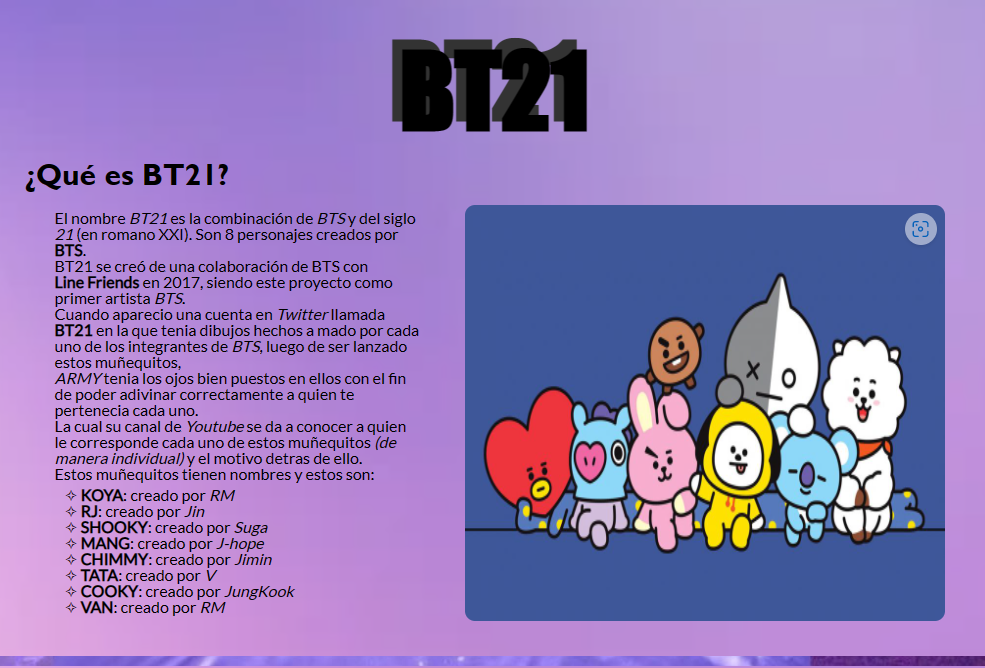 BT21
¿Qué es BT21?
El nombre BT21 es la combinación de BTS y del siglo
21 (en romano XXI). Son 8 personajes creados por
BTS.
BT21 se creó de una colaboración de BTS con
Line Friends en 2017, siendo este proyecto como
primer artista BTS.
Cuando aparecio una cuenta en Twitter llamada
BT21 en la que tenia dibujos hechos a mado por cada
uno de los integrantes de BTS, luego de ser lanzado
estos muñequitos,
ARMY tenia los ojos bien puestos en ellos con el fin
de poder adivinar correctamente a quien te
pertenecia cada uno.
La cual su canal de Youtube se da a conocer a quien
le corresponde cada uno de estos muñequitos (de
manera individual) y el motivo detras de ello.
Estos muñequitos tienen nombres y estos son:
✧ KOYA: creado por RM
✧ RJ: creado por Jin
✧ SHOOKY: creado por Suga
✧ MANG: creado por J-hope
✧ CHIMMY: creado por Jimin
✧ TATA: creado por V
✧ COOKY: creado por JungKook
✧ VAN: creado por RM